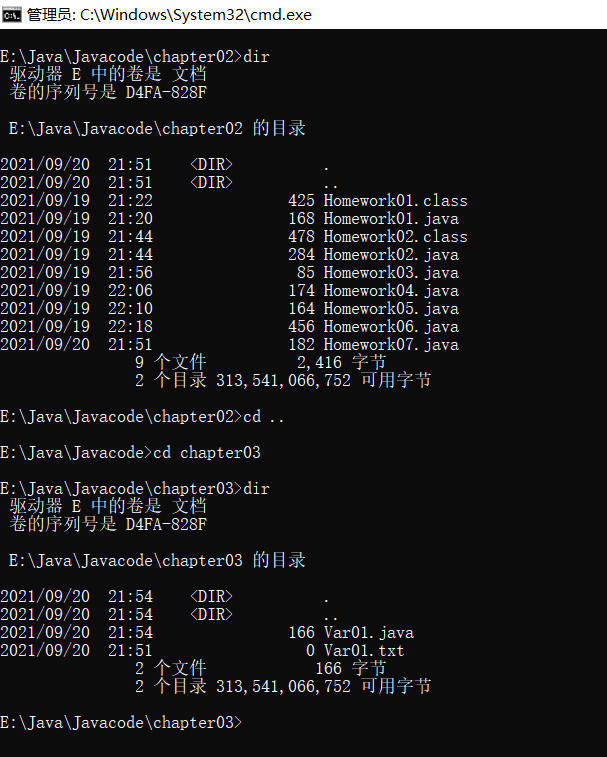 管理员: C:\Windows\System32\cmd.exe
E:\Java\Javacode\chapter02>dir
驱动器 E 中的卷是 文档
卷的序列号是 D4FA-828F
E:\Java\Javacode\chapter02 的目录
2021/09/20  21:51    <DIR>          .
2021/09/20  21:51    <DIR>          ..
2021/09/19  21:22               425 Homework01.class
2021/09/19  21:20               168 Homework01.java
2021/09/19  21:44               478 Homework02.class
2021/09/19  21:44               284 Homework02.java
2021/09/19  21:56                85 Homework03.java
2021/09/19  22:06               174 Homework04.java
2021/09/19  22:10               164 Homework05.java
2021/09/19  22:18               456 Homework06.java
2021/09/20  21:51               182 Homework07.java
9 个文件          2,416 字节
2 个目录 313,541,066,752 可用字节
E:\Java\Javacode\chapter02>cd ..
E:\Java\Javacode>cd chapter03
E:\Java\Javacode\chapter03>dir
驱动器 E 中的卷是 文档
卷的序列号是 D4FA-828F
E:\Java\Javacode\chapter03 的目录
2021/09/20  21:54    <DIR>          .
2021/09/20  21:54    <DIR>          ..
2021/09/20  21:54               166 Var01.java
2021/09/20  21:51                 0 Var01.txt
2 个文件            166 字节
2 个目录 313,541,066,752 可用字节
E:\Java\Javacode\chapter03>